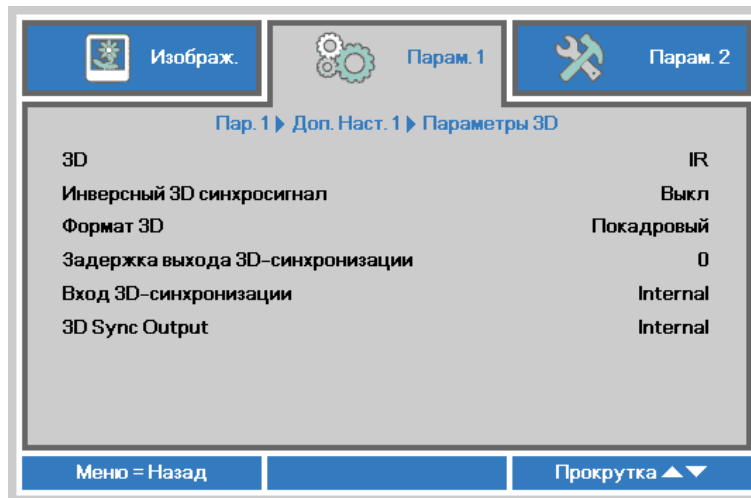 Изображ.
Парам. 1
Парам. 2
Пар. 1 ▶ Доп. Наст. 1 ▶ Параметры 3D
3D IR
Инверсный 3D синхросигнал Выкл
Формат 3D Покадровый
Задержка выхода 3D-синхронизации 0
Вход 3D-синхронизации Internal
3D Sync Output Internal
Меню = Назад
Прокрутка ▲▼